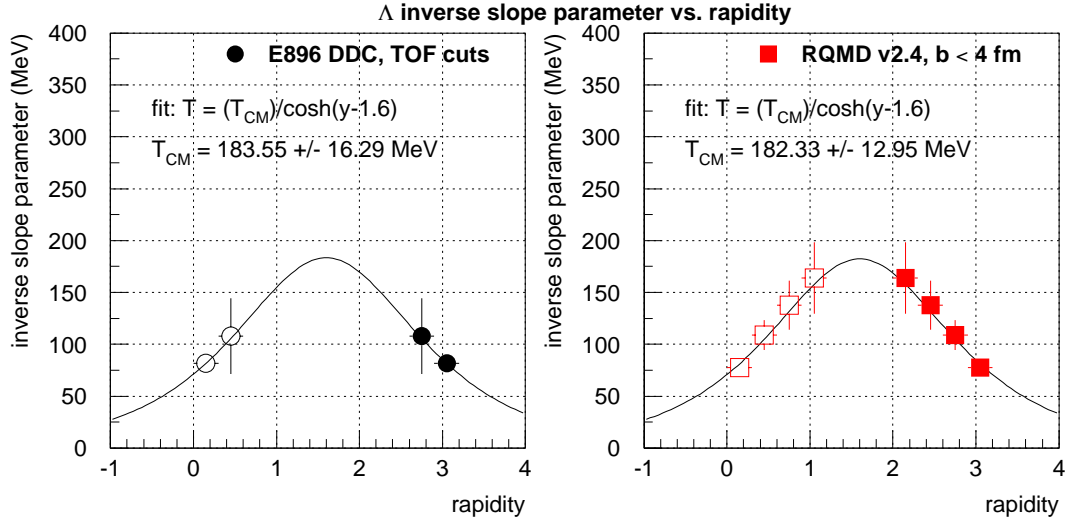 Λ inverse slope parameter vs. rapidity
inverse slope parameter (MeV)
400
350
300
250
200
150
100
50
0
E896 DDC, TOF cuts
fit: T = (T_CM)/cosh(y-1.6)
T_CM = 183.55 +/- 16.29 MeV
-1 0 1 2 3 4
rapidity
inverse slope parameter (MeV)
400
350
300
250
200
150
100
50
0
RQMD v2.4, b < 4 fm
fit: T = (T_CM)/cosh(y-1.6)
T_CM = 182.33 +/- 12.95 MeV
-1 0 1 2 3 4
rapidity